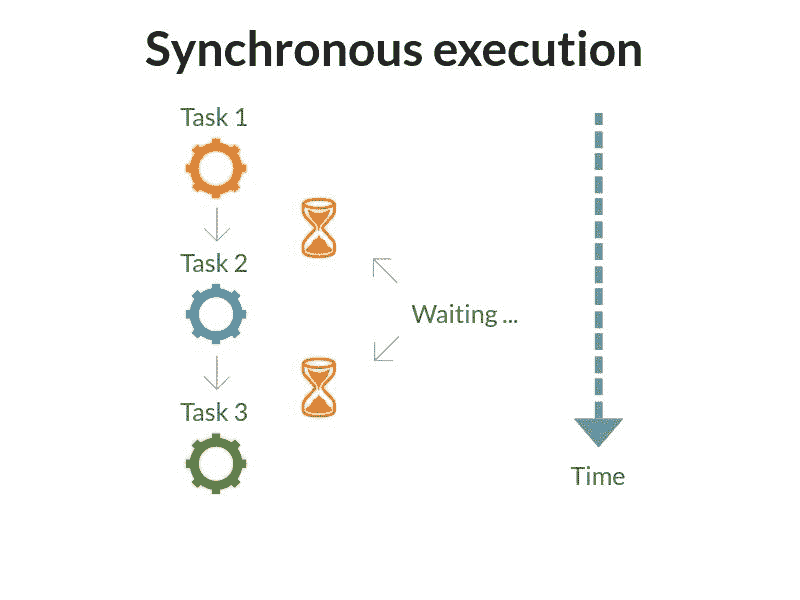 Synchronous execution
Task 1
Task 2
Waiting ...
Task 3
Time